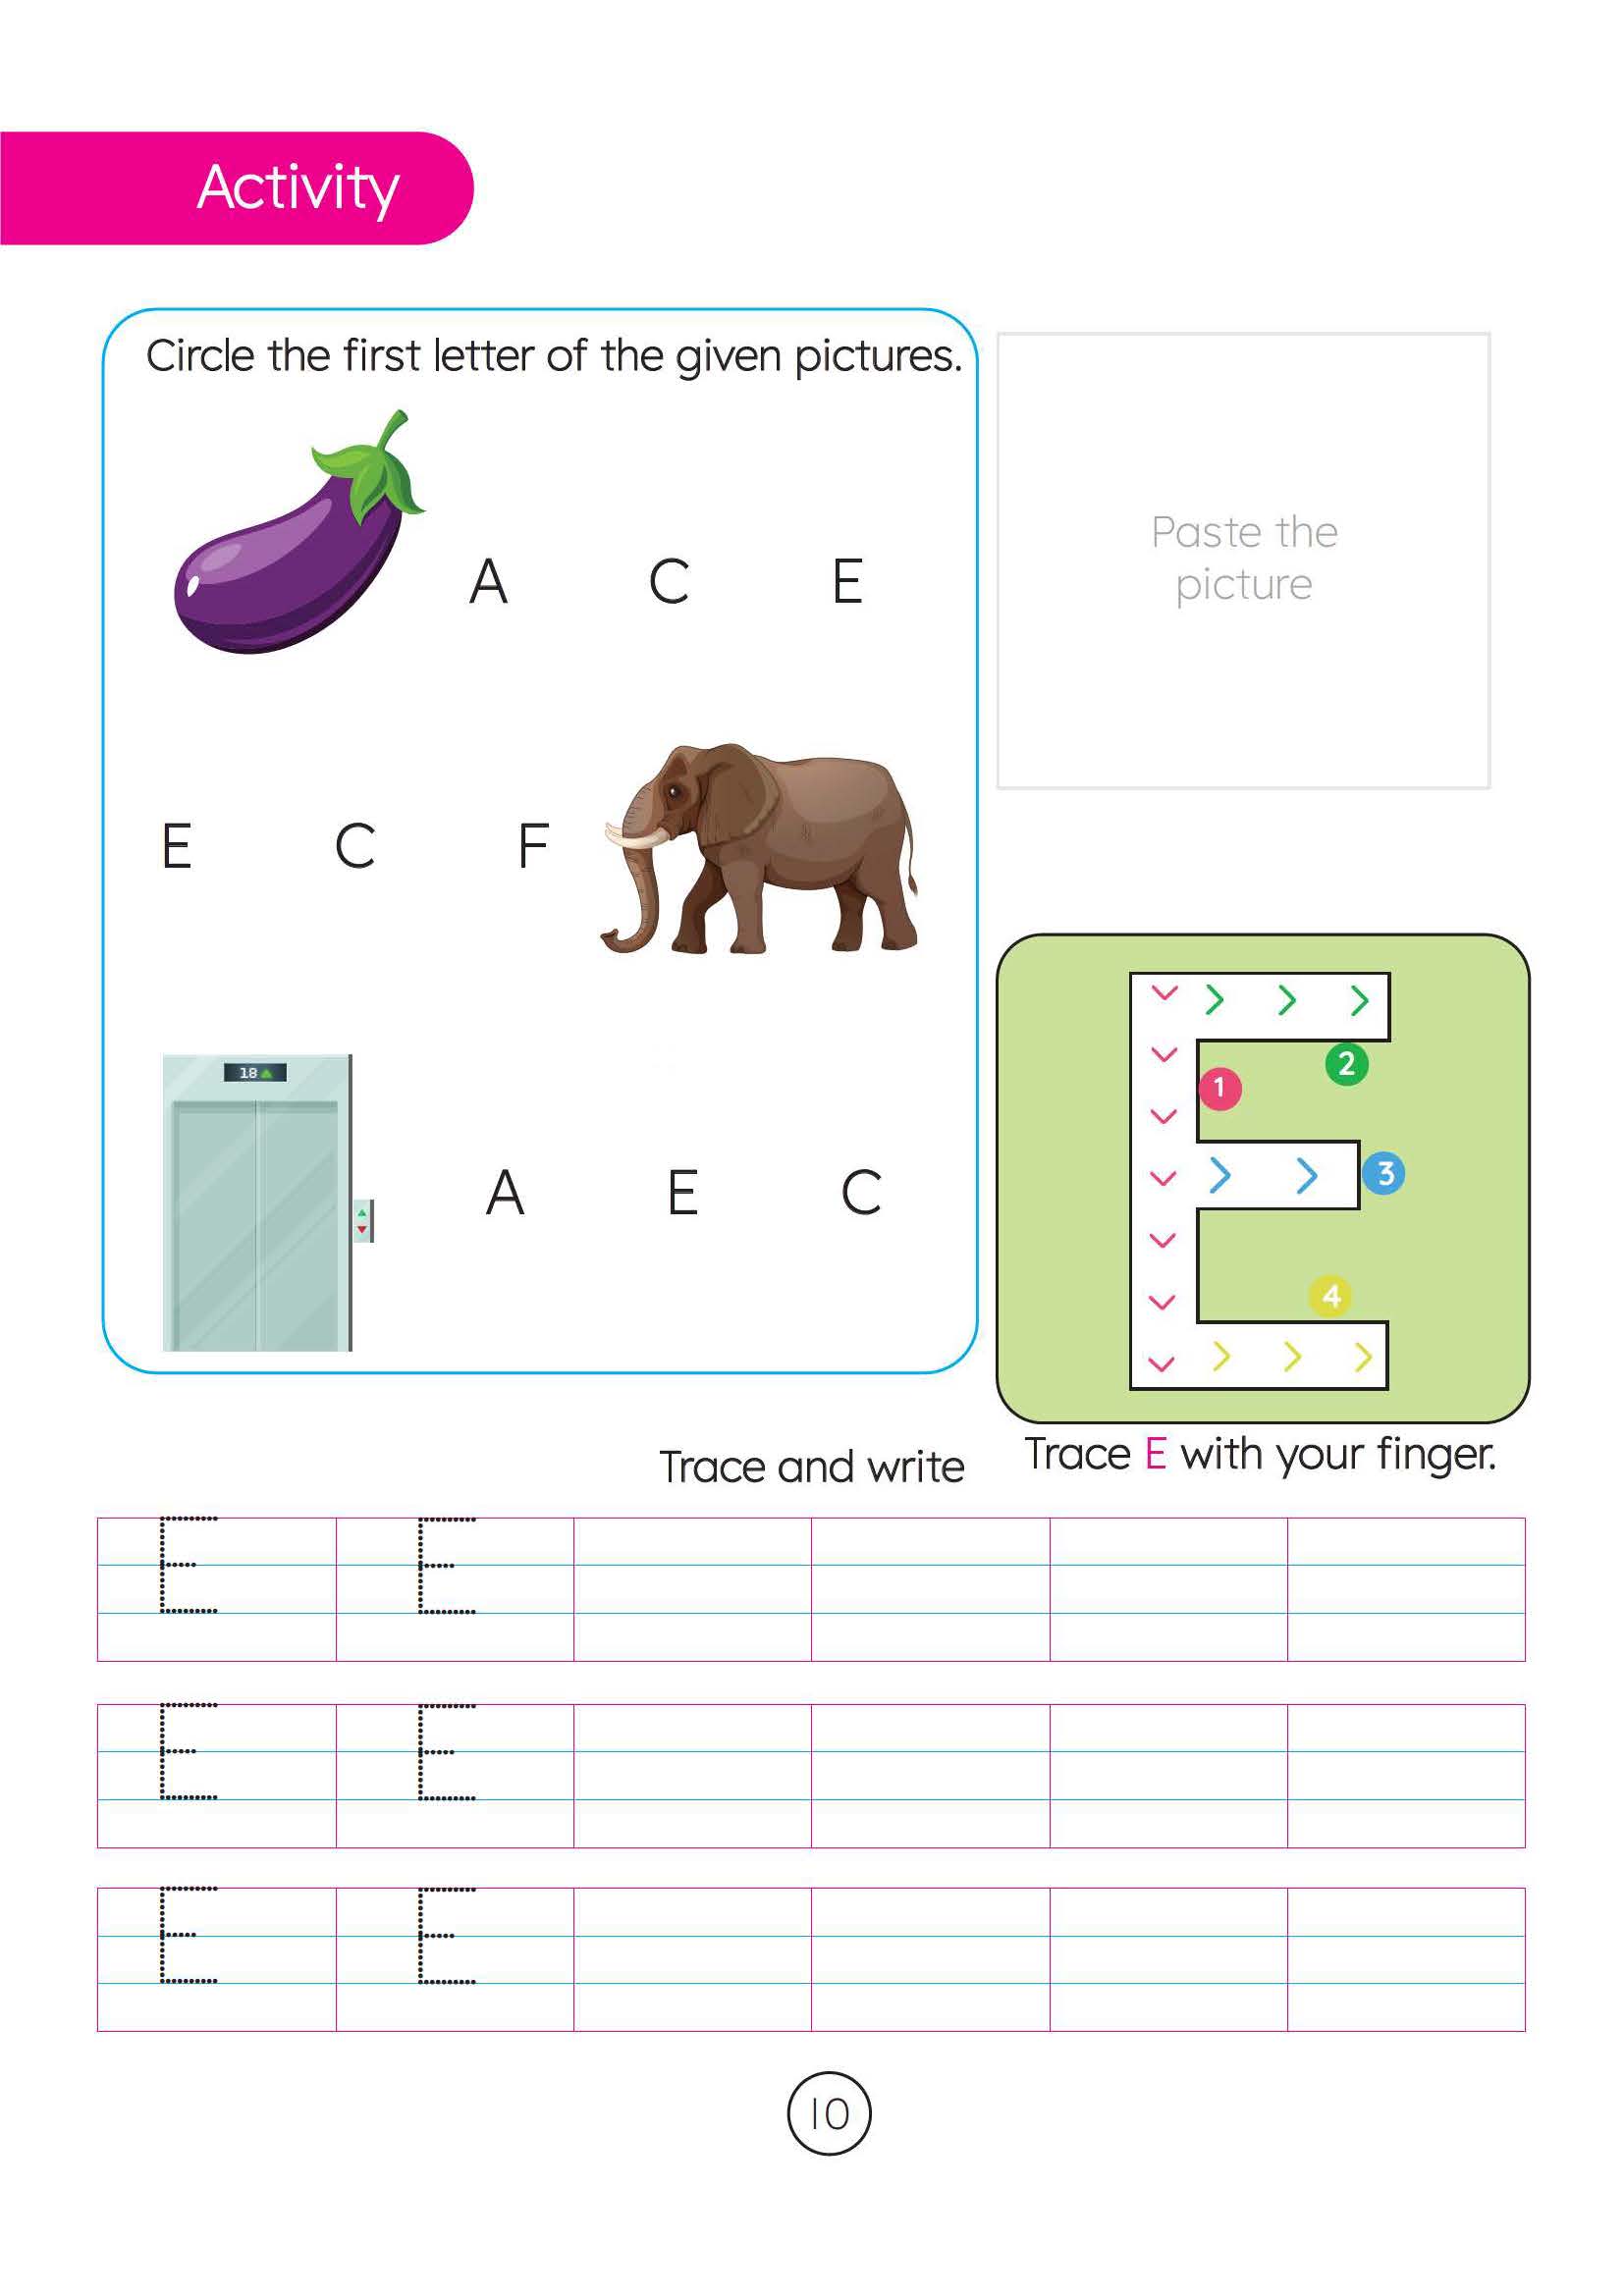 Activity
Circle the first letter of the given pictures.
A C E
E C F
18
A E C
Paste the
picture
1
2
3
4
Trace E with your finger.
Trace and write
E E
E E
E E
10